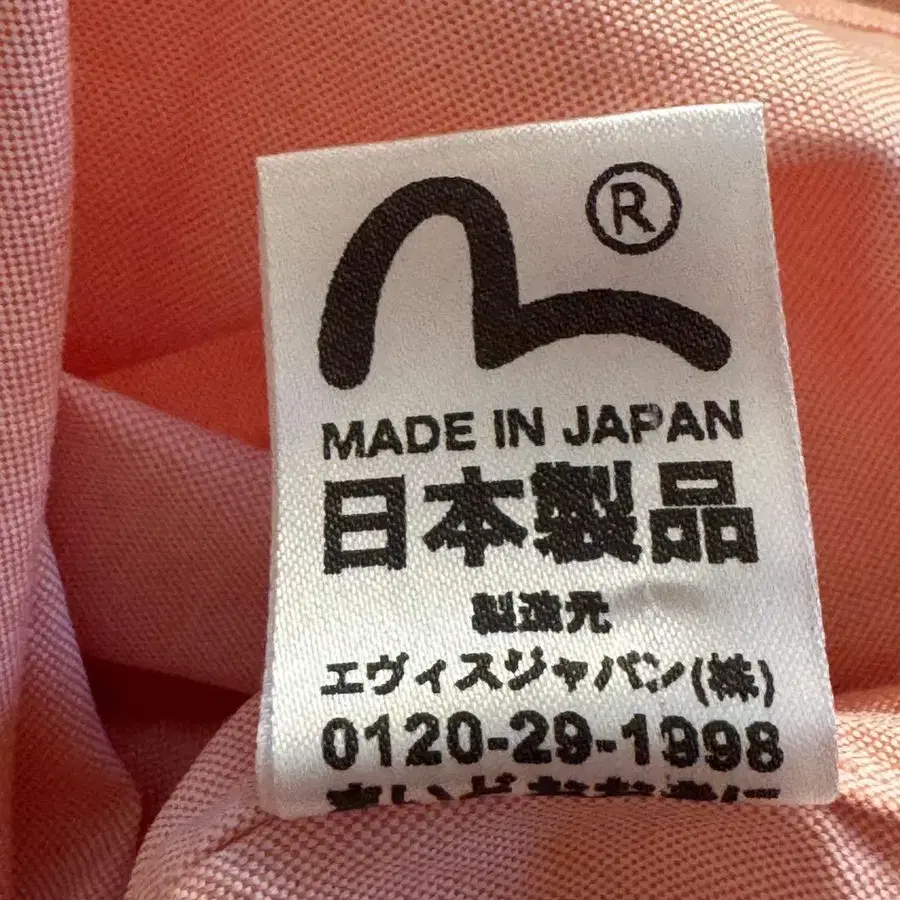 ®
MADE IN JAPAN
日本製品
製造元
エヴィスジャパン(株)
0120-29-1998